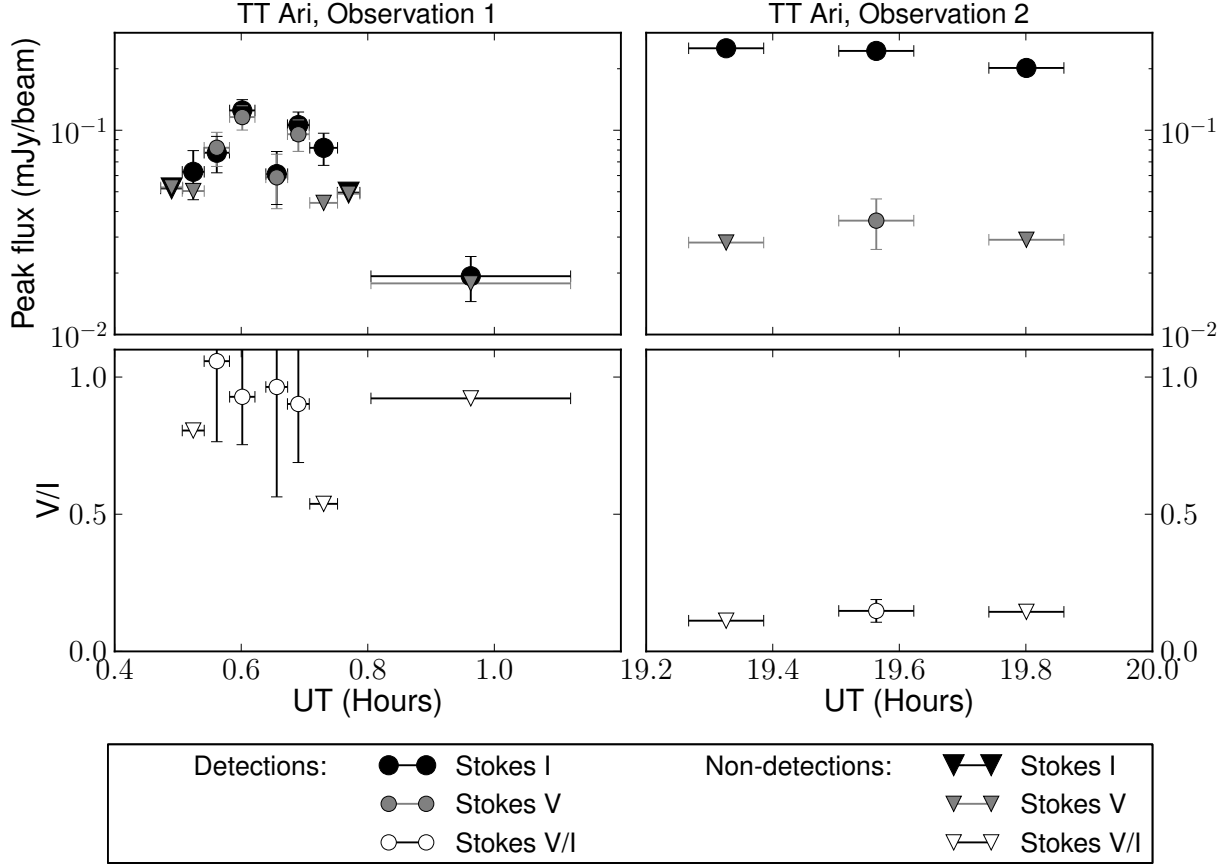 TT Ari, Observation 1
TT Ari, Observation 2
Peak flux (mJy/beam)
10^{-1}
10^{-2}
10^{-1}
10^{-2}
V/I
1.0
0.5
0.0
1.0
0.5
0.0
0.4 0.6 0.8 1.0
19.2 19.4 19.6 19.8 20.0
UT (Hours)
UT (Hours)
Detections: Stokes I Non-detections: Stokes I
Stokes V Stokes V
Stokes V/I Stokes V/I